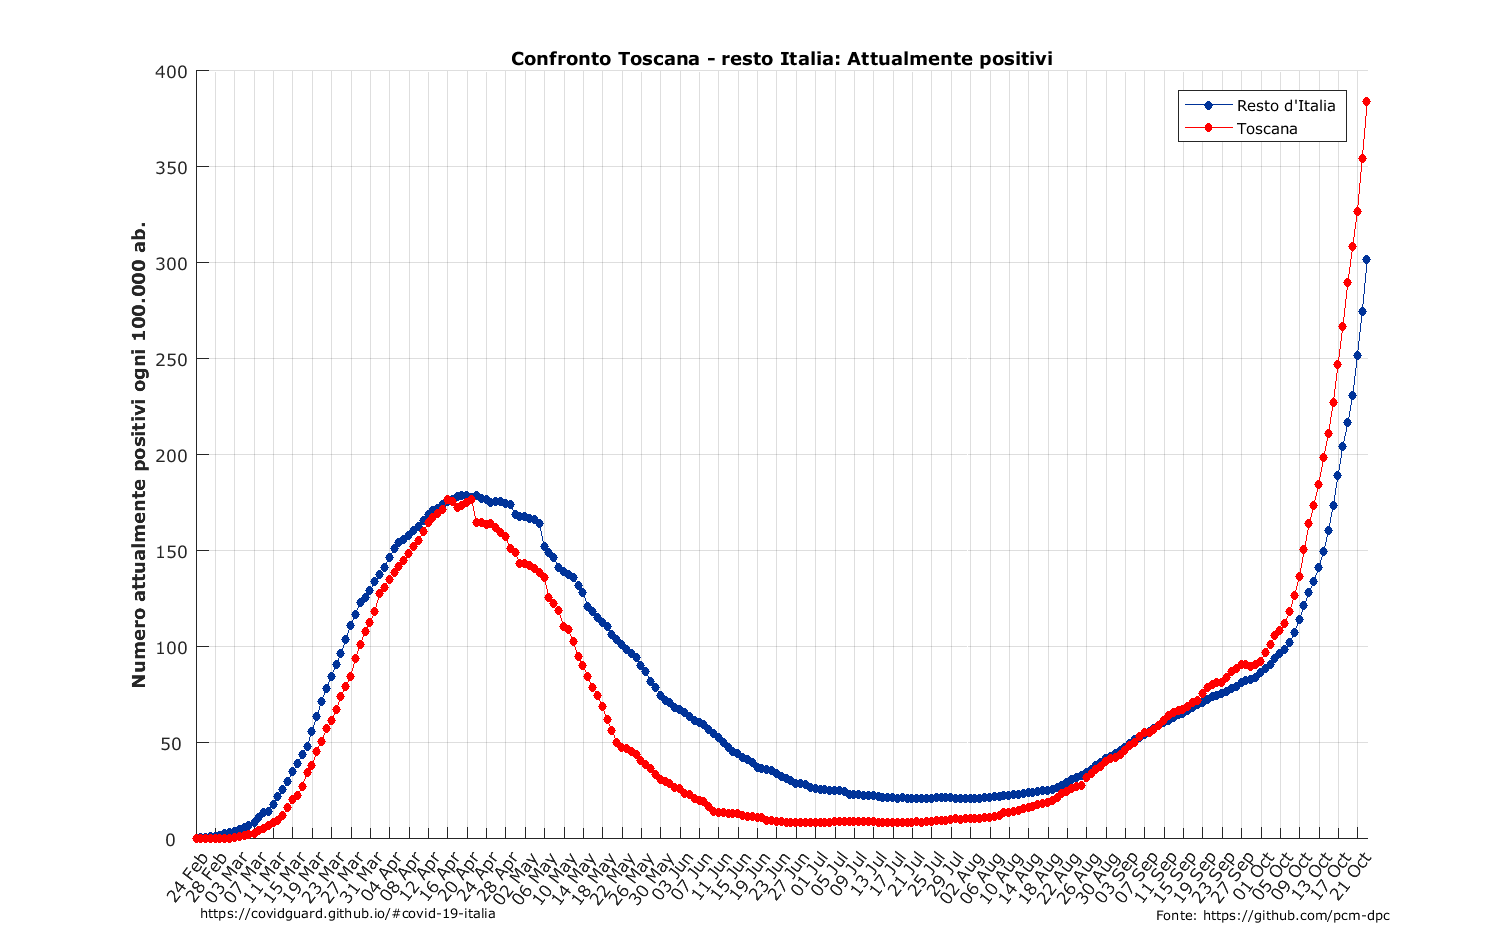 Confronto Toscana - resto Italia: Attualmente positivi
Numero attualmente positivi ogni 100.000 ab.
400
350
300
250
200
150
100
50
0
Resto d'Italia
Toscana
24 Feb
28 Feb
03 Mar
07 Mar
11 Mar
15 Mar
19 Mar
23 Mar
27 Mar
31 Mar
04 Apr
08 Apr
12 Apr
16 Apr
20 Apr
24 Apr
28 Apr
02 May
06 May
10 May
14 May
18 May
22 May
26 May
30 May
03 Jun
07 Jun
11 Jun
15 Jun
19 Jun
23 Jun
27 Jun
01 Jul
05 Jul
09 Jul
13 Jul
17 Jul
21 Jul
25 Jul
29 Jul
02 Aug
06 Aug
10 Aug
14 Aug
18 Aug
22 Aug
26 Aug
30 Aug
03 Sep
07 Sep
11 Sep
15 Sep
19 Sep
23 Sep
27 Sep
01 Oct
05 Oct
09 Oct
13 Oct
17 Oct
21 Oct
https://covidguard.github.io/#covid-19-italia
Fonte: https://github.com/pcm-dpc